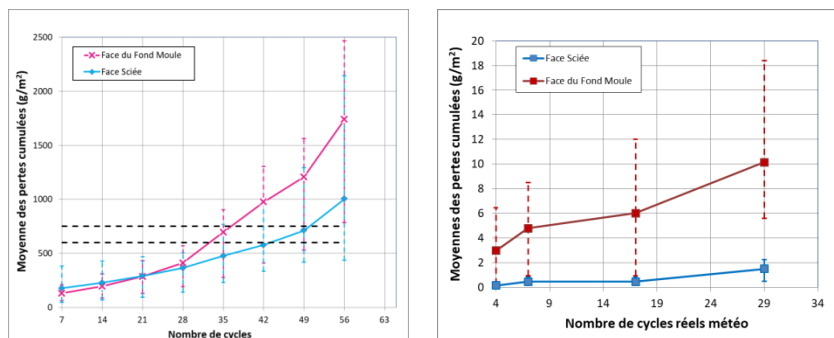 Moyenne des pertes cumulées (g/m²)
2500
2000
1500
1000
500
0
Face du Fond Moule
Face Sciée
7 14 21 28 35 42 49 56 63
Nombre de cycles
Moyennes des pertes cumulées (g/m²)
20
18
16
14
12
10
8
6
4
2
0
Face Sciée
Face du Fond Moule
4 9 14 19 24 29 34
Nombre de cycles réels météo